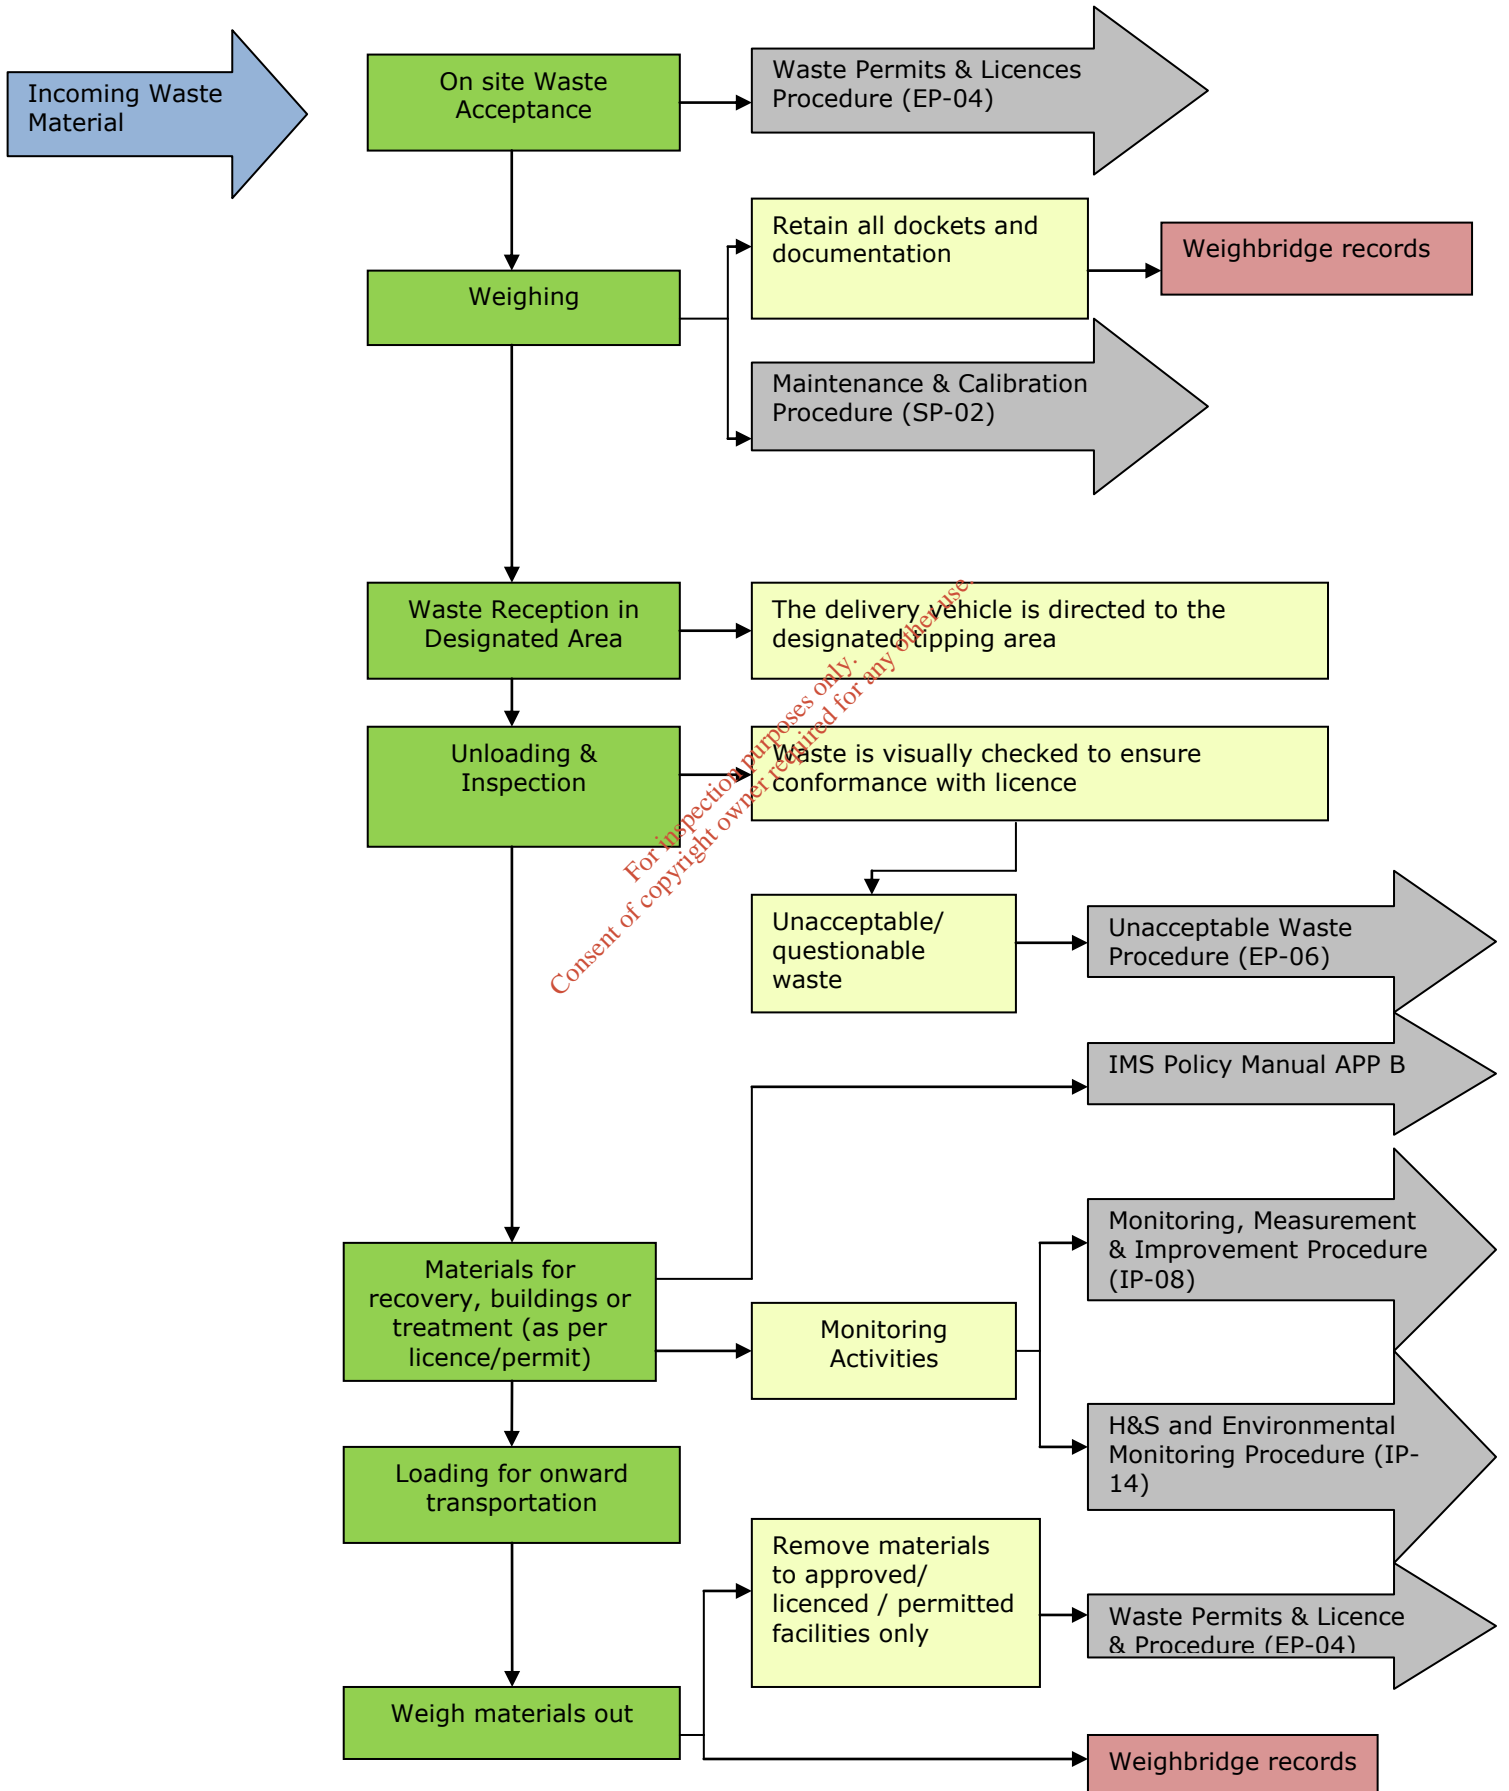 Incoming Waste
Material
On site Waste
Acceptance
Waste Permits & Licences
Procedure (EP-04)
Weighing
Retain all dockets and
documentation
Weighbridge records
Maintenance & Calibration
Procedure (SP-02)
Waste Reception in
Designated Area
The delivery vehicle is directed to the
designated tipping area
Unloading &
Inspection
Waste is visually checked to ensure
conformance with licence
For inspection purposes only.
Consent of copyright owner required for any other use.
Unacceptable/
questionable
waste
Unacceptable Waste
Procedure (EP-06)
IMS Policy Manual APP B
Materials for
recovery, buildings or
treatment (as per
licence/permit)
Monitoring
Activities
Monitoring, Measurement
& Improvement Procedure
(IP-08)
H&S and Environmental
Monitoring Procedure (IP-
14)
Loading for onward
transportation
Remove materials
to approved/
licenced / permitted
facilities only
Waste Permits & Licence
& Procedure (EP-04)
Weigh materials out
Weighbridge records